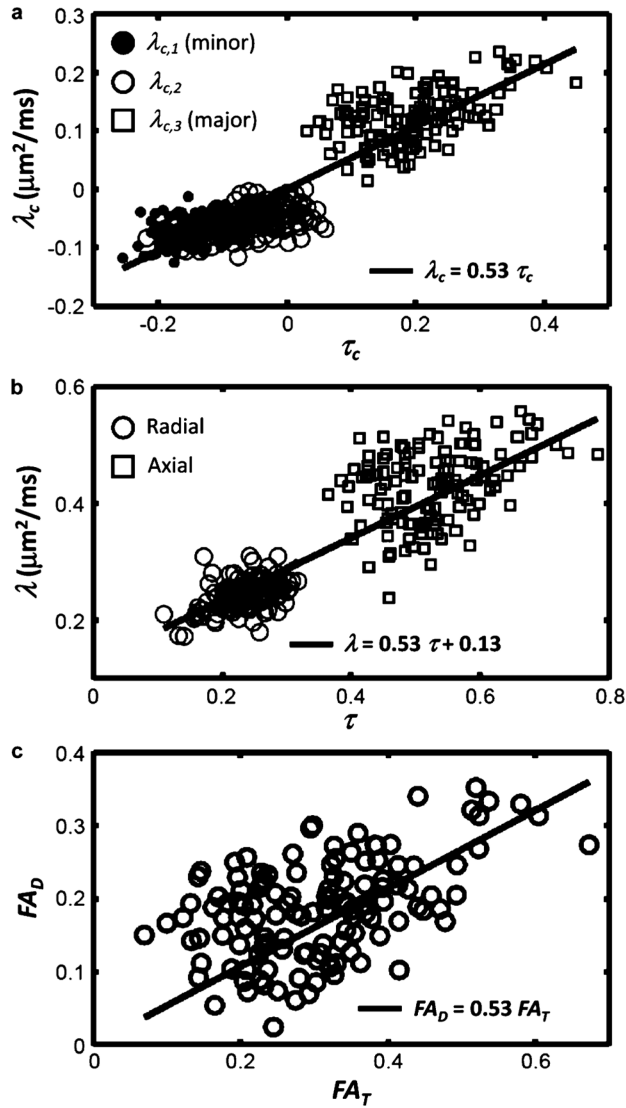 a
0.3
λc,1 (minor)
λc,2
λc,3 (major)
0.2
0.1
0
-0.1
-0.2
λc (μm²/ms)
λc = 0.53 τc
-0.2 0 0.2 0.4
τc
b
0.6
Radial
Axial
0.4
0.2
λ (μm²/ms)
λ = 0.53 τ + 0.13
0 0.2 0.4 0.6 0.8
τ
c
0.4
0.3
0.2
0.1
0
FAD
FAD = 0.53 FAT
0 0.2 0.4 0.6
FAT